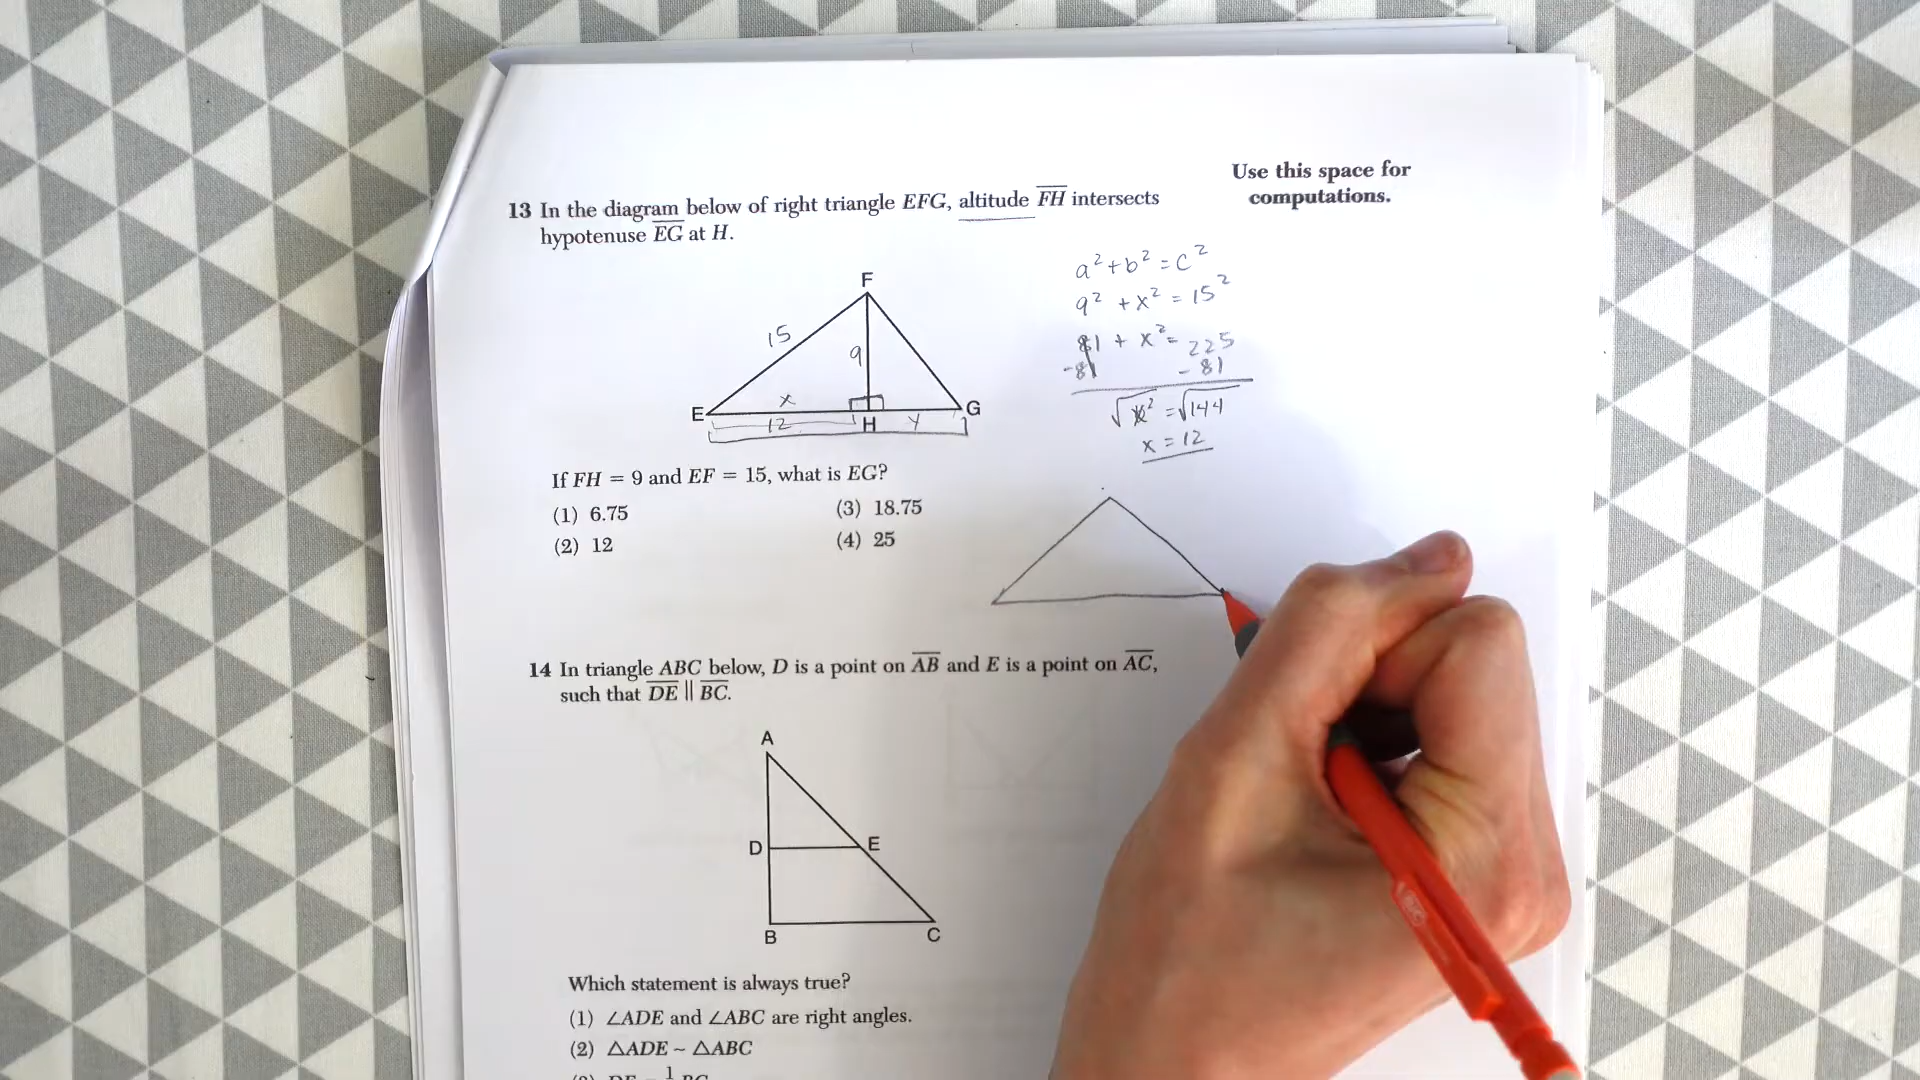 Use this space for
computations.
13 In the diagram below of right triangle EFG, altitude FH intersects
hypotenuse EG at H.
F
15
9
x
E
G
12
H
y
a² + b² = c²
9² + x² = 15²
81 + x² = 225
-81 - 81
√x² = √144
x = 12
If FH = 9 and EF = 15, what is EG?
(1) 6.75
(3) 18.75
(2) 12
(4) 25
14 In triangle ABC below, D is a point on AB and E is a point on AC,
such that DE ∥ BC.
A
D
E
B
C
Which statement is always true?
(1) ∠ADE and ∠ABC are right angles.
(2) △ADE ~ △ABC
BIC